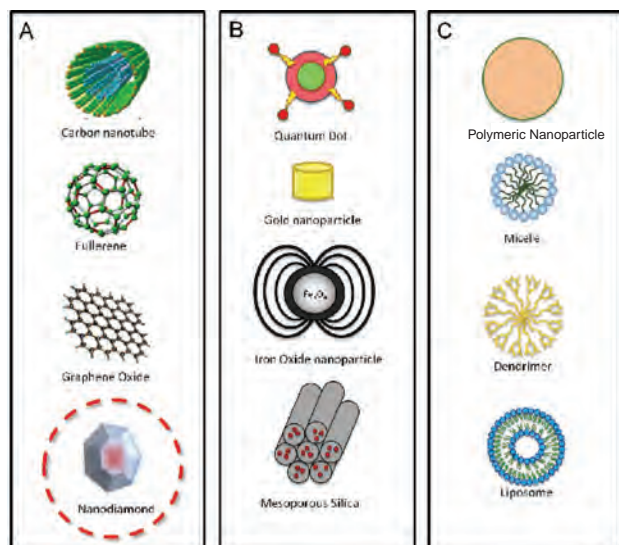 A
Carbon nanotube
Fullerene
Graphene Oxide
Nanodiamond
B
Quantum Dot
Gold nanoparticle
Fe₃O₄
Iron Oxide nanoparticle
Mesoporous Silica
C
Polymeric Nanoparticle
Micelle
Dendrimer
Liposome